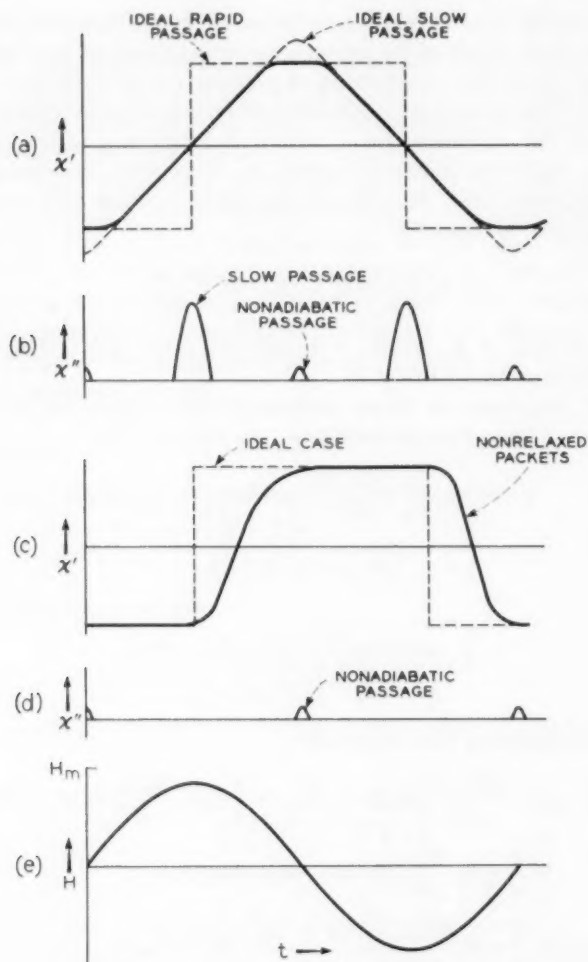 IDEAL RAPID
PASSAGE
IDEAL SLOW
PASSAGE
(a)
χ'
SLOW PASSAGE
NONADIABATIC
PASSAGE
(b)
χ"
IDEAL CASE
NONRELAXED
PACKETS
(c)
χ'
NONADIABATIC
PASSAGE
(d)
χ"
Hm
(e)
H
t